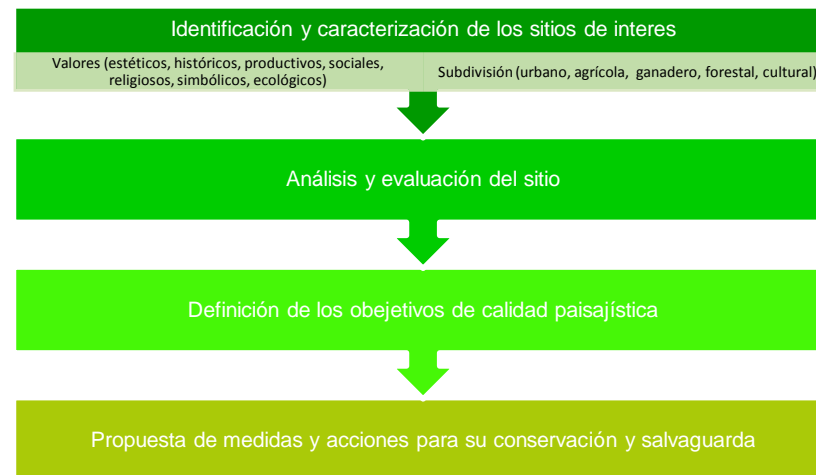 Identificación y caracterización de los sitios de interes
Valores (estéticos, históricos, productivos, sociales,
religiosos, simbólicos, ecológicos)
Subdivisión (urbano, agrícola, ganadero, forestal, cultural)
Análisis y evaluación del sitio
Definición de los obejetivos de calidad paisajística
Propuesta de medidas y acciones para su conservación y salvaguarda